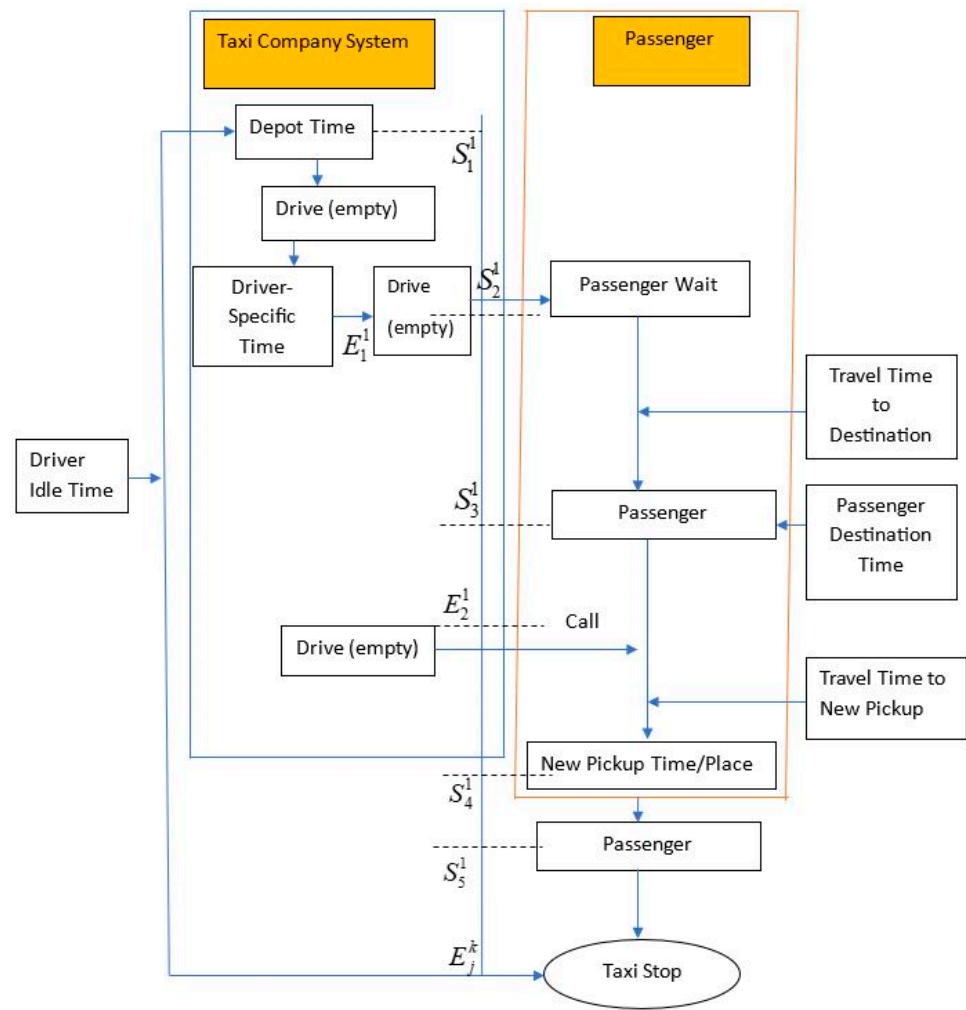 Taxi Company System
Passenger
Depot Time
S_1^1
Drive (empty)
Driver-
Specific
Time
E_1^1
Drive
(empty)
S_2^1
Passenger Wait
Travel Time
to
Destination
Driver
Idle Time
S_3^1
Passenger
Passenger
Destination
Time
E_2^1
Call
Drive (empty)
Travel Time to
New Pickup
New Pickup Time/Place
S_4^1
Passenger
S_5^1
E_j^k
Taxi Stop